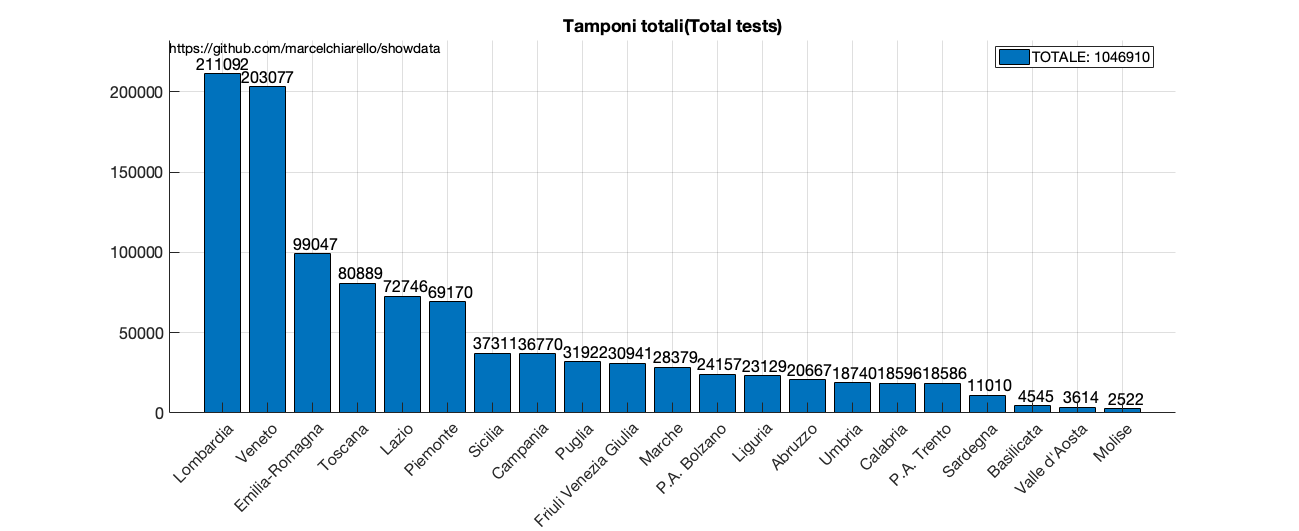 Tamponi totali(Total tests)
https://github.com/marcelchiarello/showdata
TOTALE: 1046910
211092
203077
99047
80889
72746
69170
37311
36770
31922
30941
28379
24157
23129
20667
18740
18596
18586
11010
4545
3614
2522
200000
150000
100000
50000
0
Lombardia
Veneto
Emilia-Romagna
Toscana
Lazio
Piemonte
Sicilia
Campania
Puglia
Friuli Venezia Giulia
Marche
P.A. Bolzano
Liguria
Abruzzo
Umbria
Calabria
P.A. Trento
Sardegna
Basilicata
Valle d'Aosta
Molise